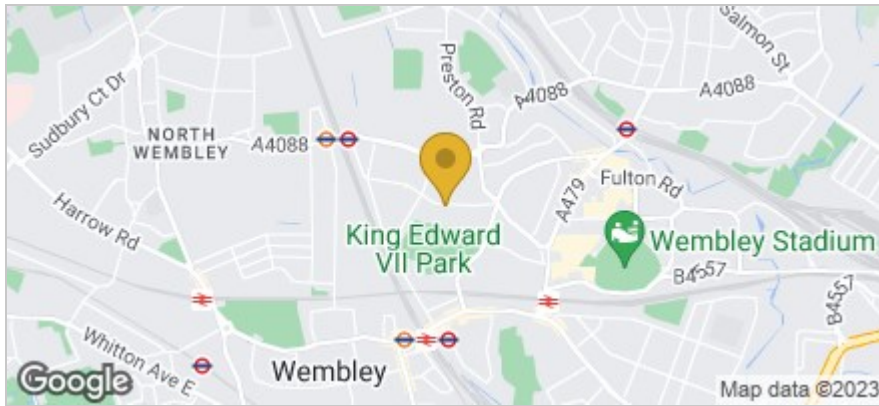 Salmon St
Preston Rd
A4088
A4088
Sudbury Ct Dr
NORTH
WEMBLEY
A4088
Fulton Rd
A479
Harrow Rd
King Edward
VII Park
Wembley Stadium
B4557
B4557
Whitton Ave E
Wembley
Google
Map data ©2023